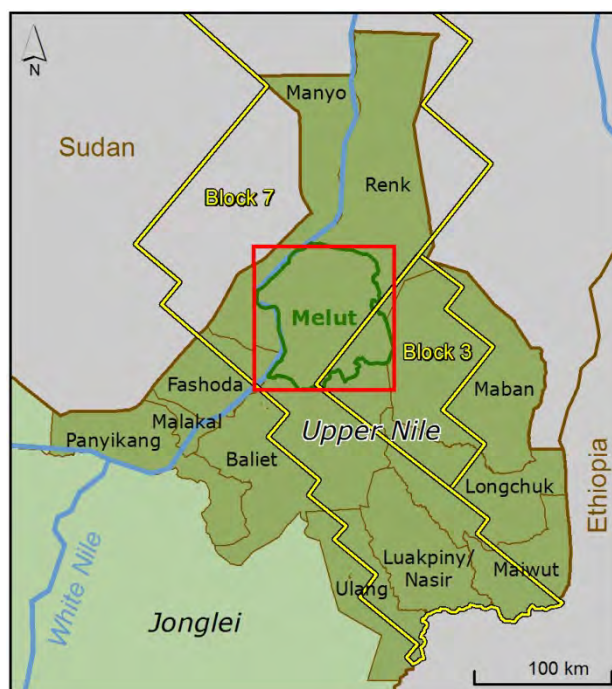 N
Manyo
Sudan
Renk
Block 7
Melut
Block 3
Maban
Fashoda
Malakal
Upper Nile
Panyikang
Baliet
Longchuk
Ethiopia
Luakpiny/
Nasir
Maiwut
Ulang
White Nile
Jonglei
100 km